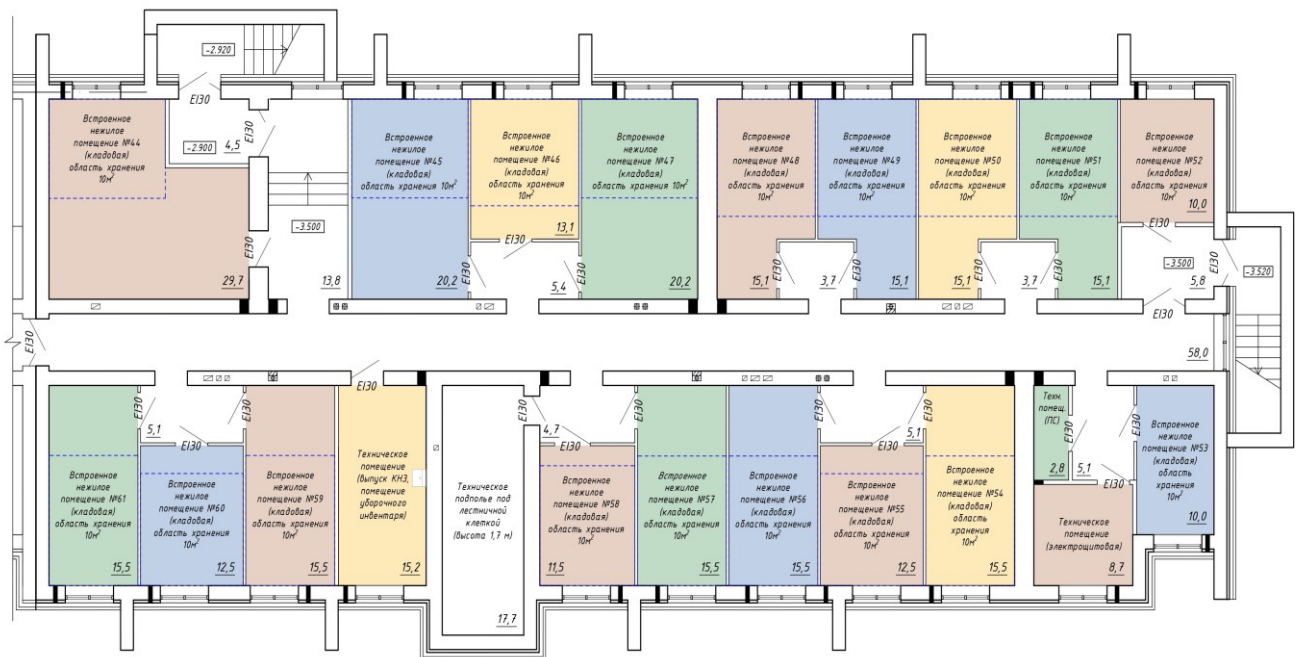 -2.920
EI30
-2.900
4,5
EI30
Встроенное
нежилое
помещение №44
(кладовая)
область хранения
10м²
29,7
EI30
-3.500
13,8
Встроенное
нежилое
помещение №45
(кладовая)
область хранения 10м²
20,2
EI30
Встроенное
нежилое
помещение №46
(кладовая)
область хранения
10м²
13,1
EI30
5,4
EI30
Встроенное
нежилое
помещение №47
(кладовая)
область хранения 10м²
20,2
Встроенное
нежилое
помещение №48
(кладовая)
область хранения
10м²
15,1
EI30
3,7
EI30
Встроенное
нежилое
помещение №49
(кладовая)
область хранения
10м²
15,1
Встроенное
нежилое
помещение №50
(кладовая)
область хранения
10м²
15,1
EI30
3,7
EI30
Встроенное
нежилое
помещение №51
(кладовая)
область хранения
10м²
15,1
Встроенное
нежилое
помещение №52
(кладовая)
область хранения
10м²
10,0
EI30
-3.500
5,8
EI30
-3.520
EI30
EI30
58,0
EI30
Встроенное
нежилое
помещение №61
(кладовая)
область хранения
10м²
15,5
EI30
5,1
EI30
EI30
Встроенное
нежилое
помещение №60
(кладовая)
область хранения
10м²
12,5
Встроенное
нежилое
помещение №59
(кладовая)
область хранения
10м²
15,5
Техническое
помещение
(выпуск КН3,
помещение
уборочного
инвентаря)
15,2
Техническое
подполье под
лестничной
клеткой
(высота 1,7 м)
17,7
EI30
4,7
EI30
EI30
Встроенное
нежилое
помещение №58
(кладовая)
область хранения
10м²
11,5
Встроенное
нежилое
помещение №57
(кладовая)
область хранения
10м²
15,5
Встроенное
нежилое
помещение №56
(кладовая)
область хранения
10м²
15,5
EI30
5,1
EI30
EI30
Встроенное
нежилое
помещение №55
(кладовая)
область хранения
10м²
12,5
Встроенное
нежилое
помещение №54
(кладовая)
область
хранения
10м²
15,5
Техн.
помещ.
(ПС)
2,8
EI30
5,1
EI30
EI30
Техническое
помещение
(электрощитовая)
8,7
Встроенное
нежилое
помещение №53
(кладовая)
область
хранения
10м²
10,0